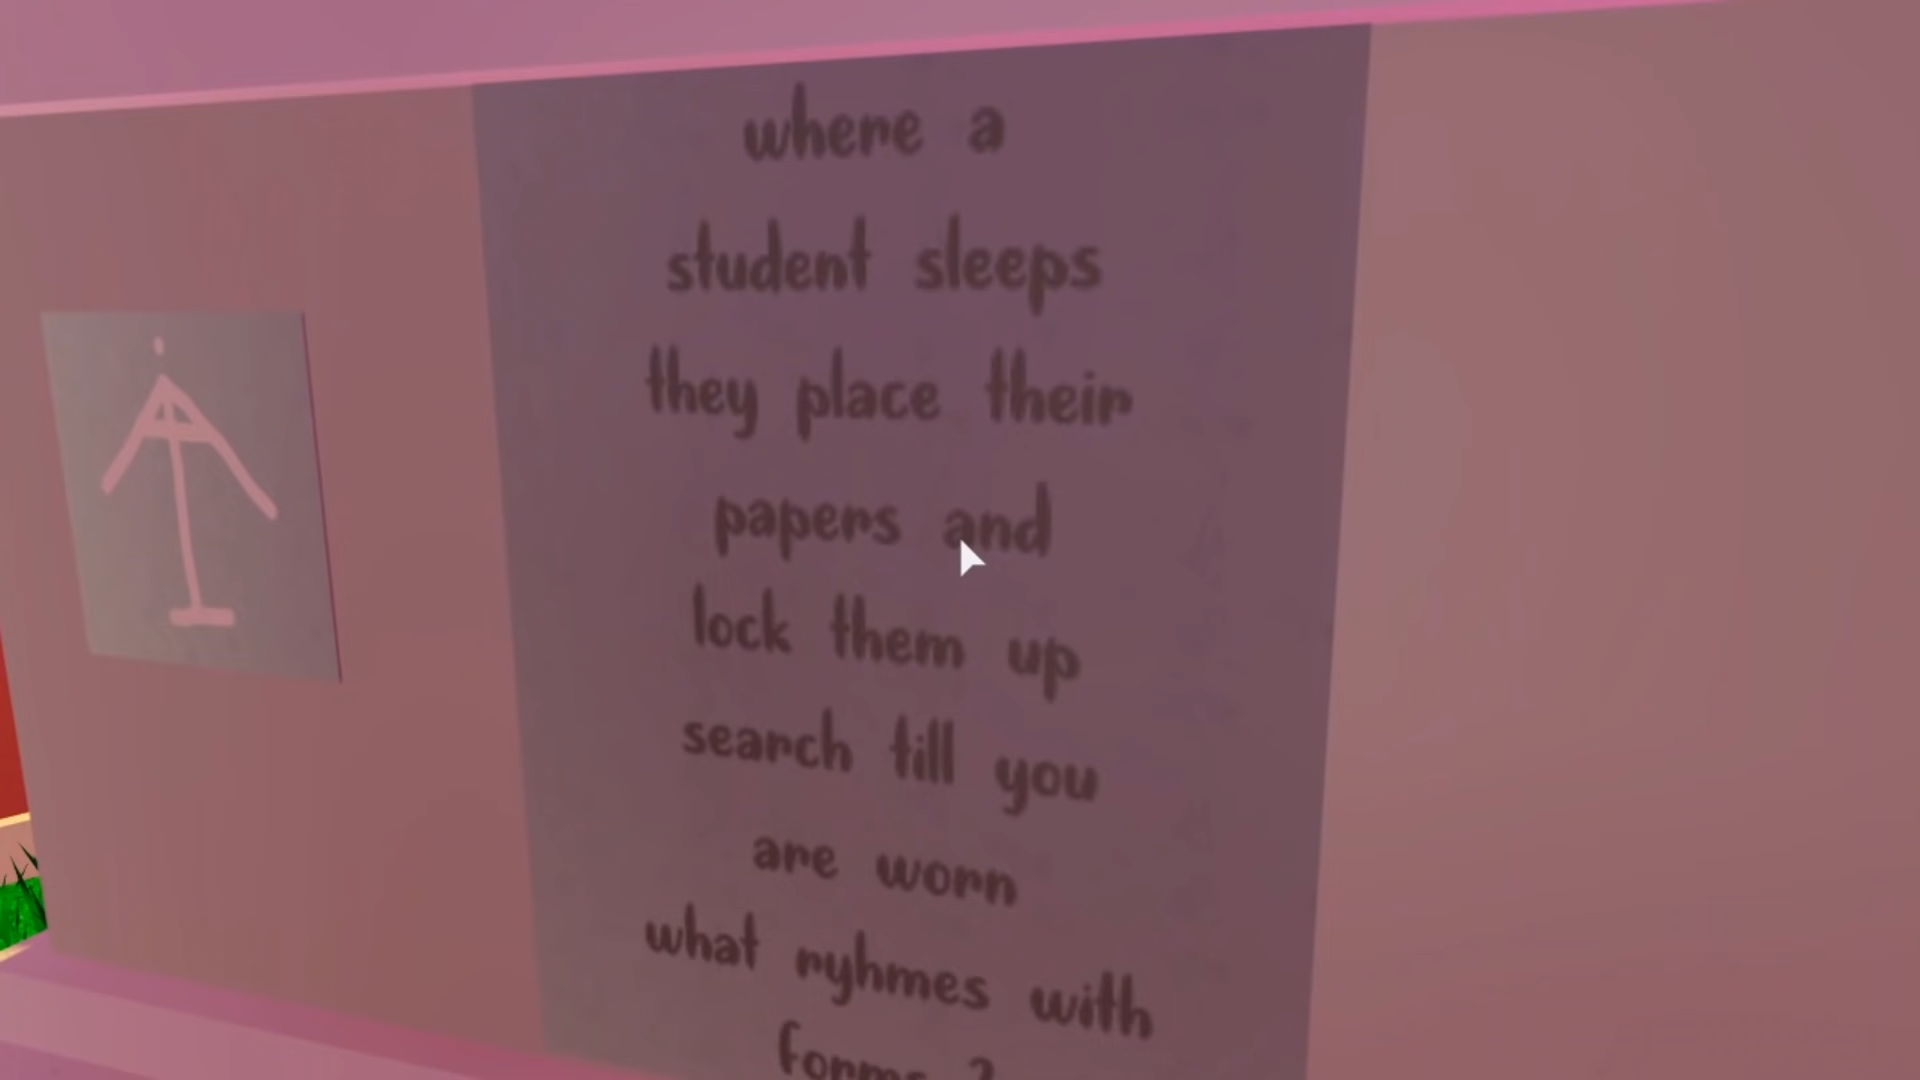 where a
student sleeps
they place their
papers and
lock them up
search till you
are worn
what ryhmes with
forms ?